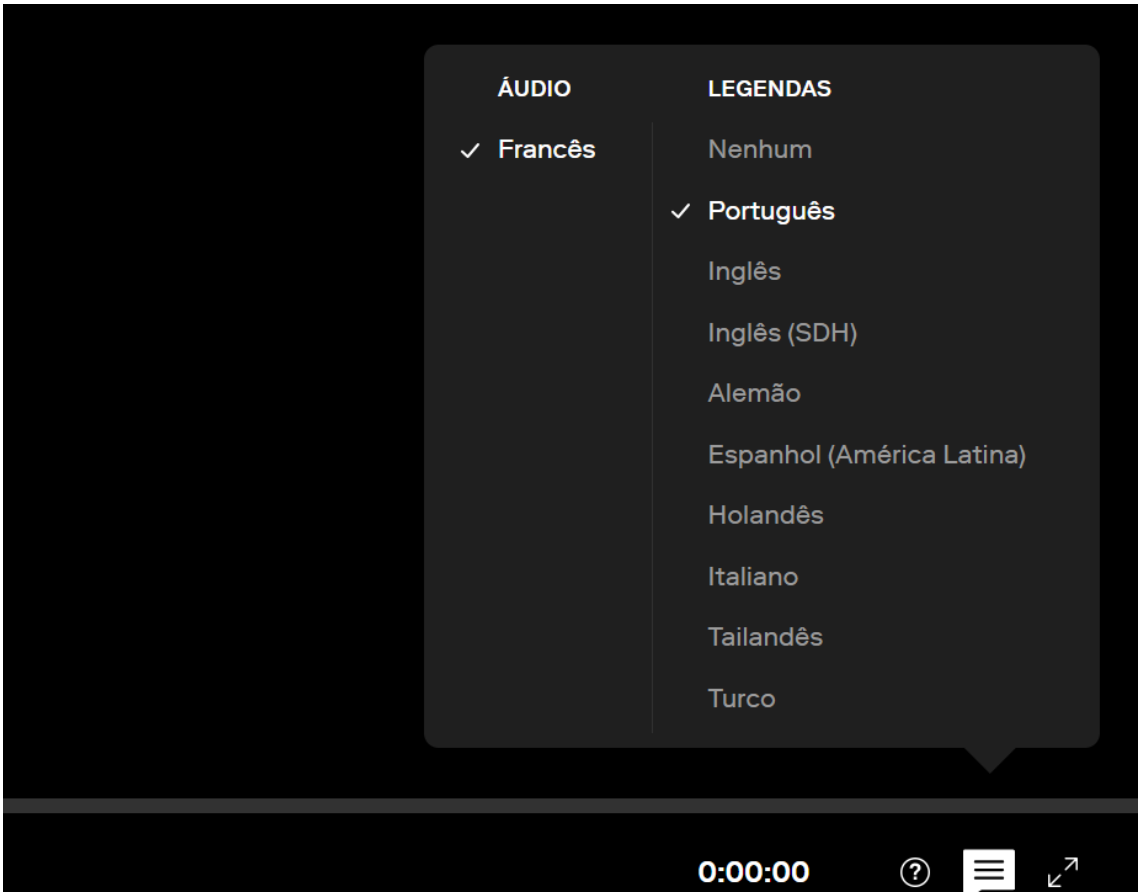 ÁUDIO
Francês
LEGENDAS
Nenhum
Português
Inglês
Inglês (SDH)
Alemão
Espanhol (América Latina)
Holandês
Italiano
Tailandês
Turco
0:00:00
?